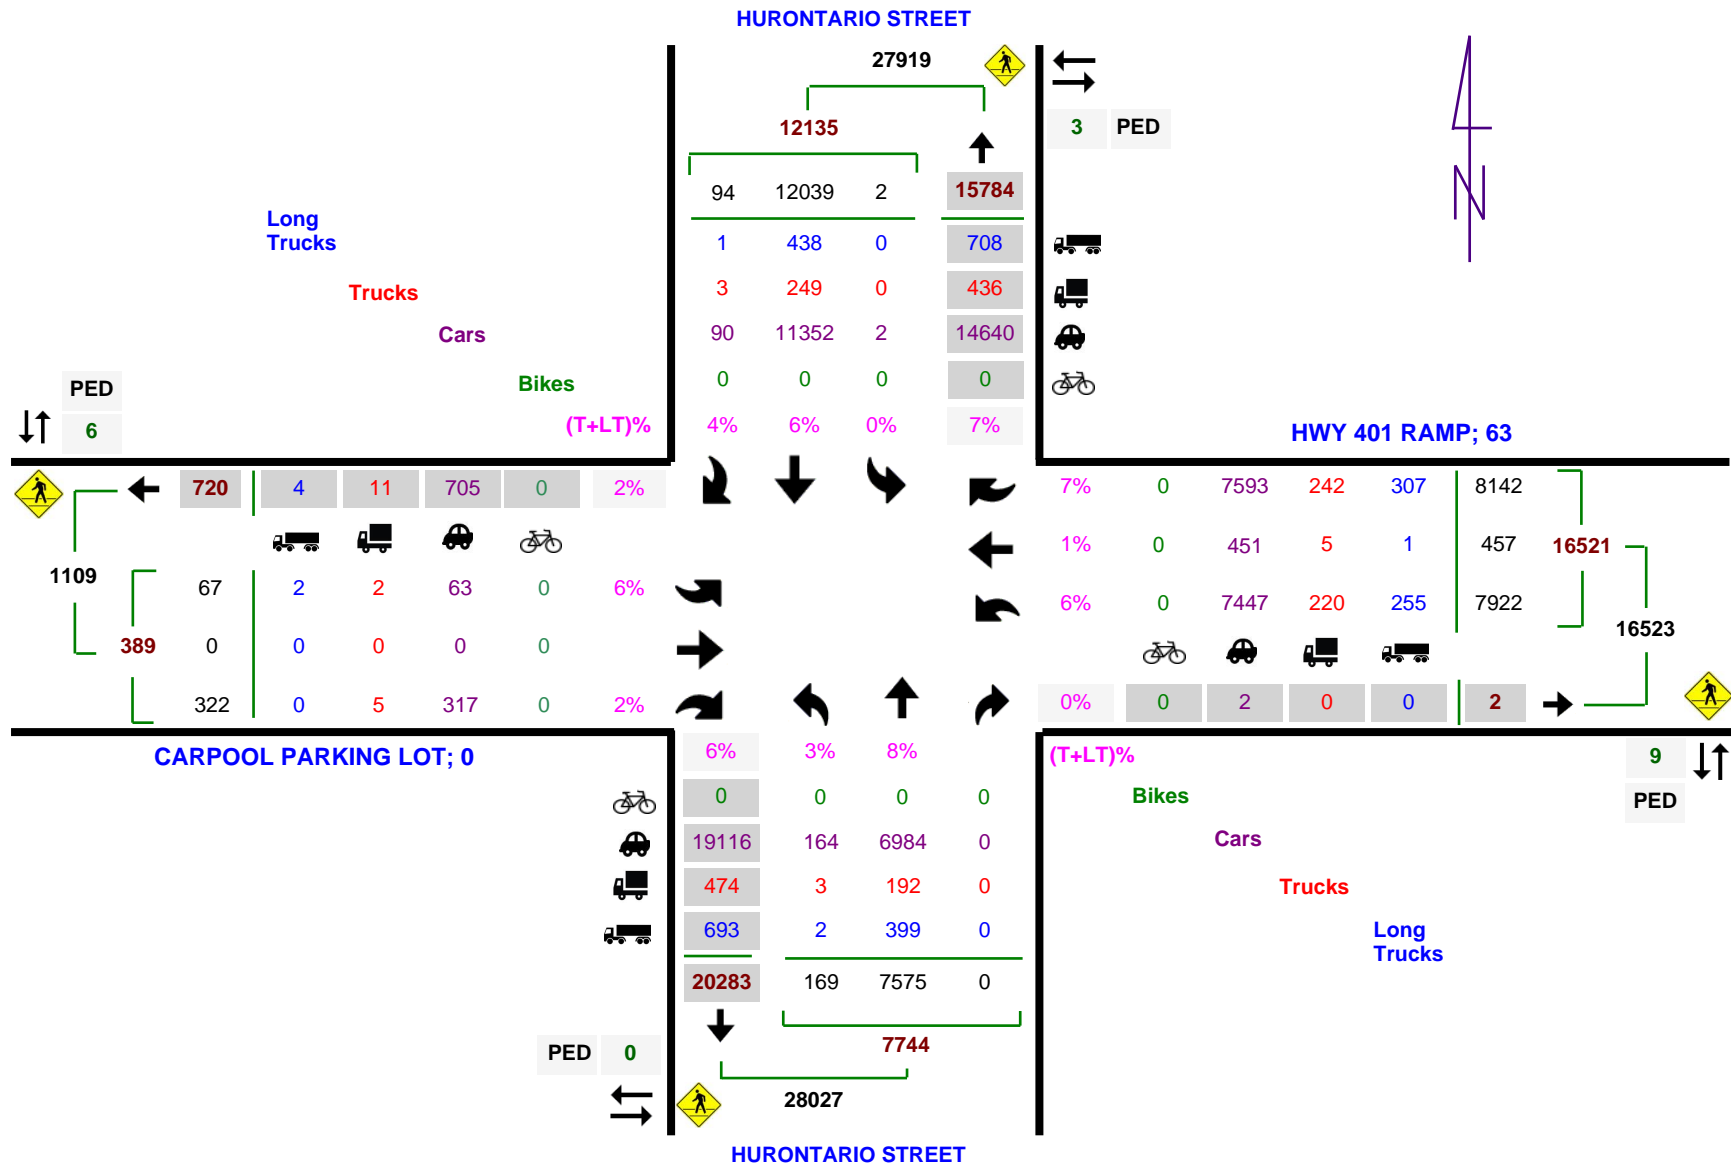 HURONTARIO STREET
27919
12135
3 PED
94 12039 2 15784
Long
Trucks
1 438 0 708
Trucks
3 249 0 436
Cars
90 11352 2 14640
PED
Bikes
0 0 0 0
6
(T+LT)%
4% 6% 0% 7%
HWY 401 RAMP; 63
N
720 4 11 705 0 2%
7% 0 7593 242 307 8142
1% 0 451 5 1 457 16521
1109
67 2 2 63 0 6%
6% 0 7447 220 255 7922
16523
389 0 0 0 0 0
322 0 5 317 0 2%
0% 0 2 0 0 2
CARPOOL PARKING LOT; 0
6% 3% 8%
(T+LT)%
9
PED
0 0 0 0
Bikes
19116 164 6984 0
Cars
474 3 192 0
Trucks
693 2 399 0
Long
Trucks
20283 169 7575 0
7744
PED 0
28027
HURONTARIO STREET